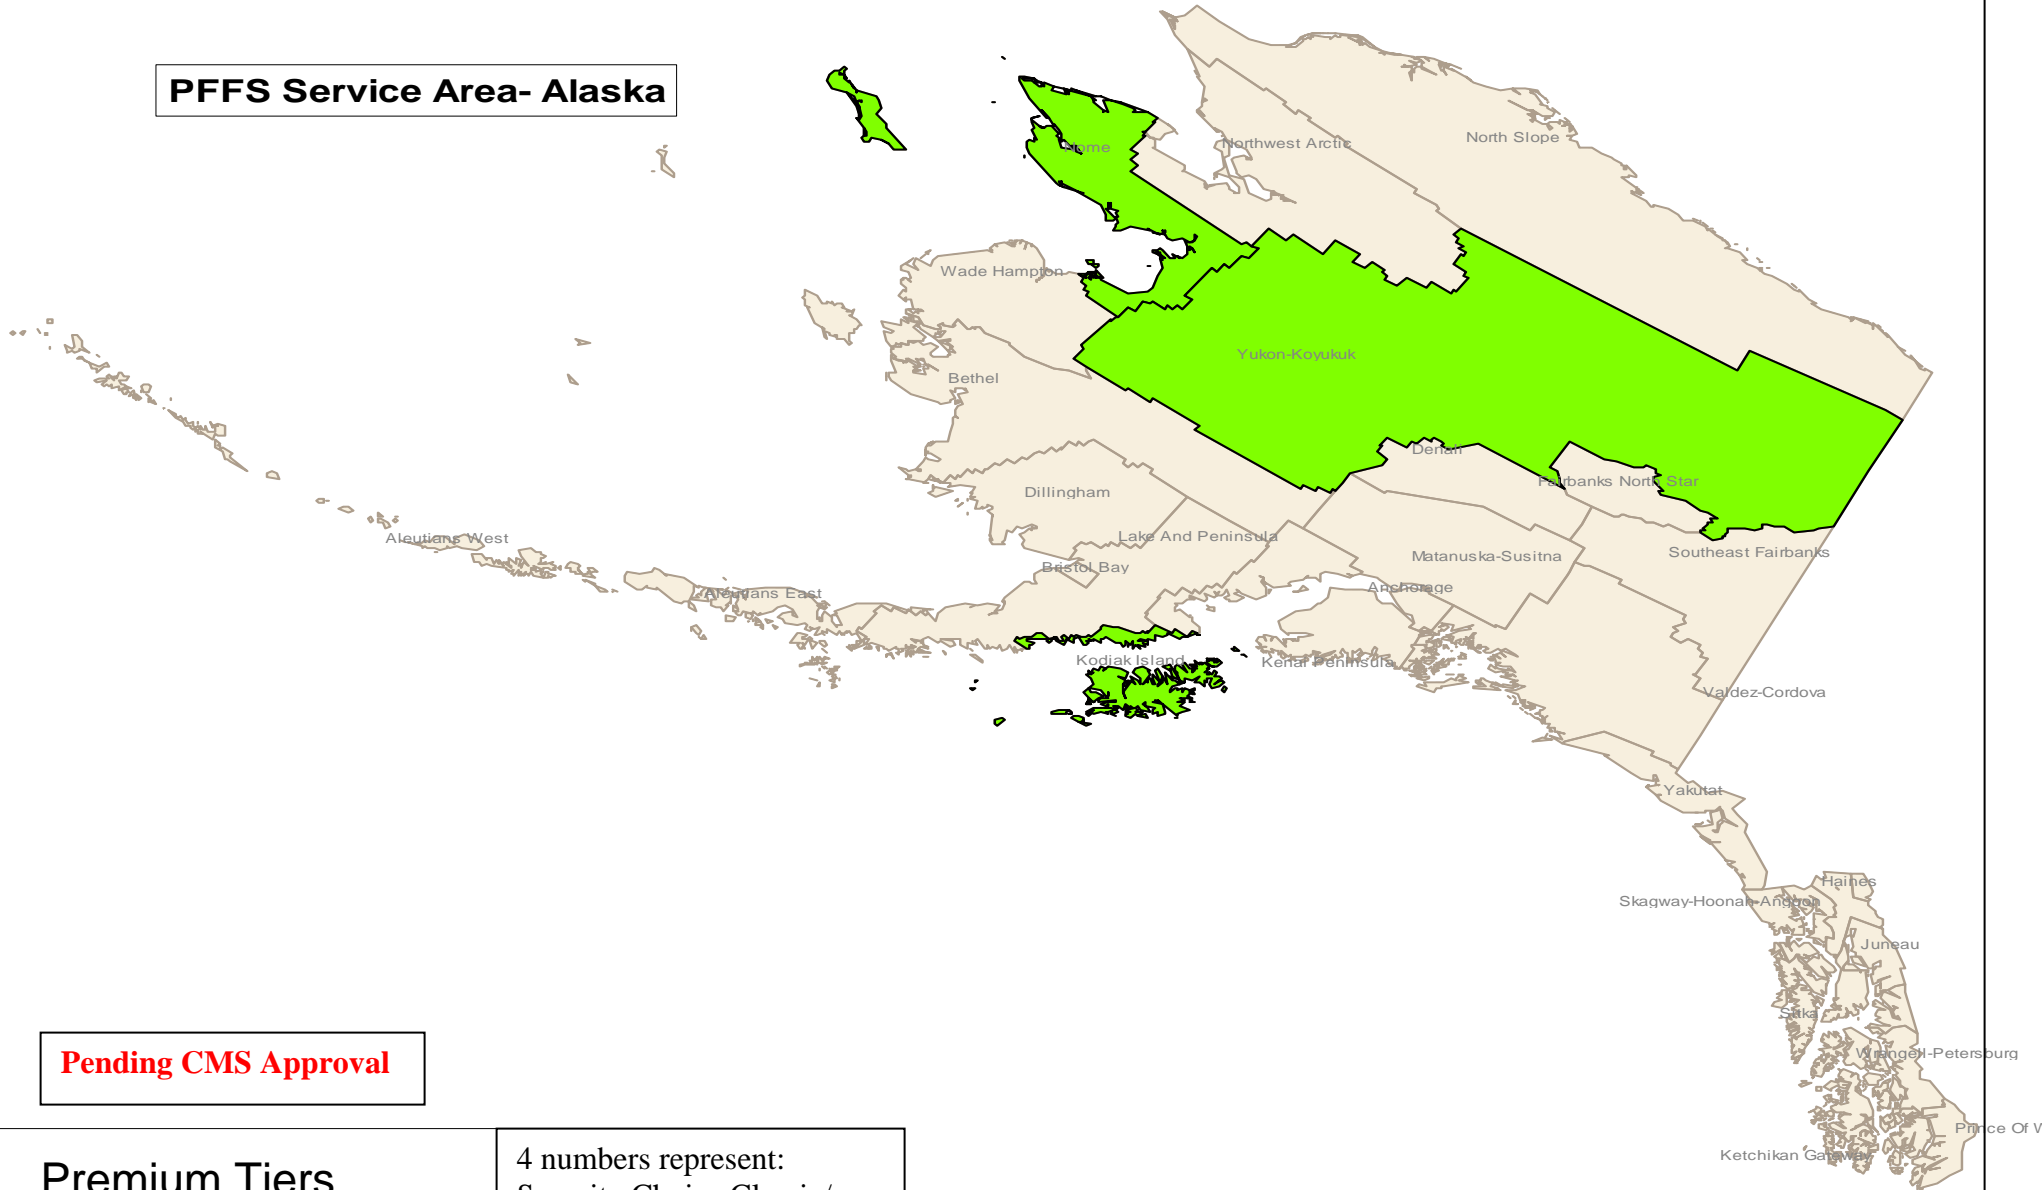 PFFS Service Area- Alaska
North Slope
Northwest Arctic
Nome
Wade Hampton
Yukon-Koyukuk
Bethel
Denali
Fairbanks North Star
Dillingham
Lake And Peninsula
Aleutians West
Matanuska-Susitna
Southeast Fairbanks
Bristol Bay
Anchorage
Aleutians East
Kodiak Island
Kenai Peninsula
Valdez-Cordova
Yakutat
Haines
Skagway-Hoonah-Angoon
Juneau
Sitka
Wrangell-Petersburg
Prince Of
Ketchikan Gateway
Pending CMS Approval
Premium Tiers
4 numbers represent: